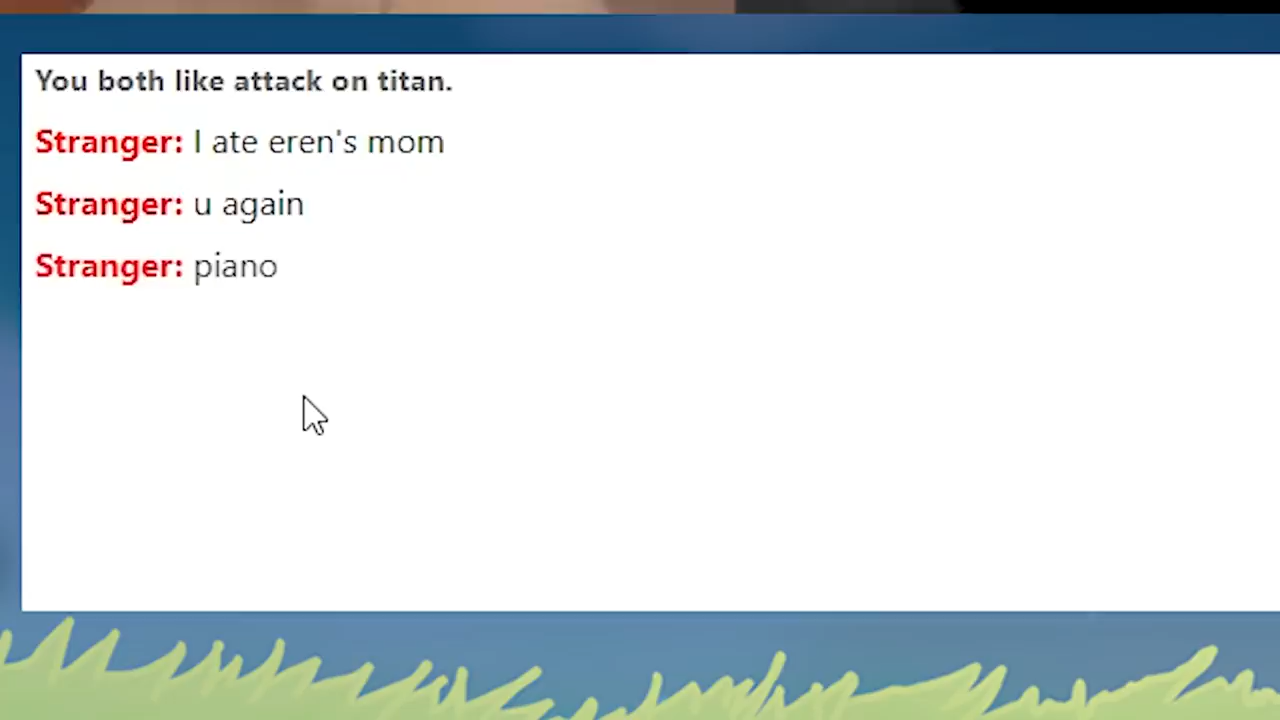 You both like attack on titan.
Stranger: I ate eren's mom
Stranger: u again
Stranger: piano